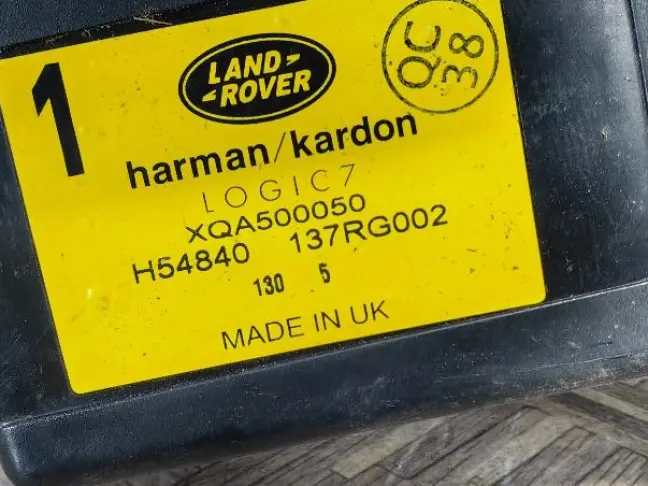 1
LAND
ROVER
QC
38
harman/kardon
LOGIC7
XQA500050
H54840 137RG002
130 5
MADE IN UK